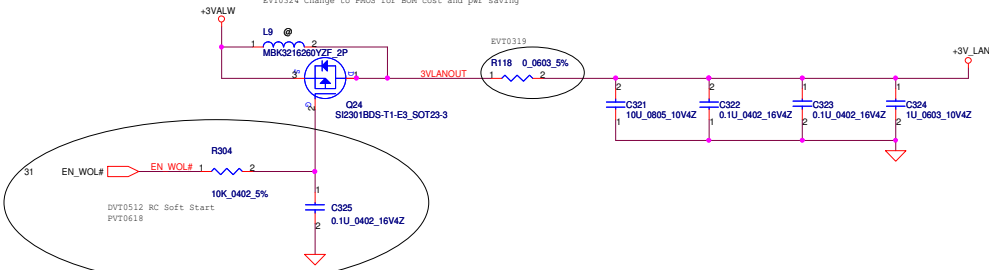 EVT0324 Change to PMOS for BOM cost and pwr saving
+3VALW
L9 @
1 2
MBK3216260YZF_2P
EVT0319
+3V_LAN
R118 0_0603_5%
3 S D 1
3VLANOUT
1 2
G
2
Q24
SI2301BDS-T1-E3_SOT23-3
2 2 2 2
C321
10U_0805_10V4Z
C322
0.1U_0402_16V4Z
C323
0.1U_0402_16V4Z
C324
1U_0603_10V4Z
1 1 1 1
R304
31
EN_WOL#
EN_WOL# 1 2
10K_0402_5%
1
C325
0.1U_0402_16V4Z
2
DVT0512 RC Soft Start
PVT0618